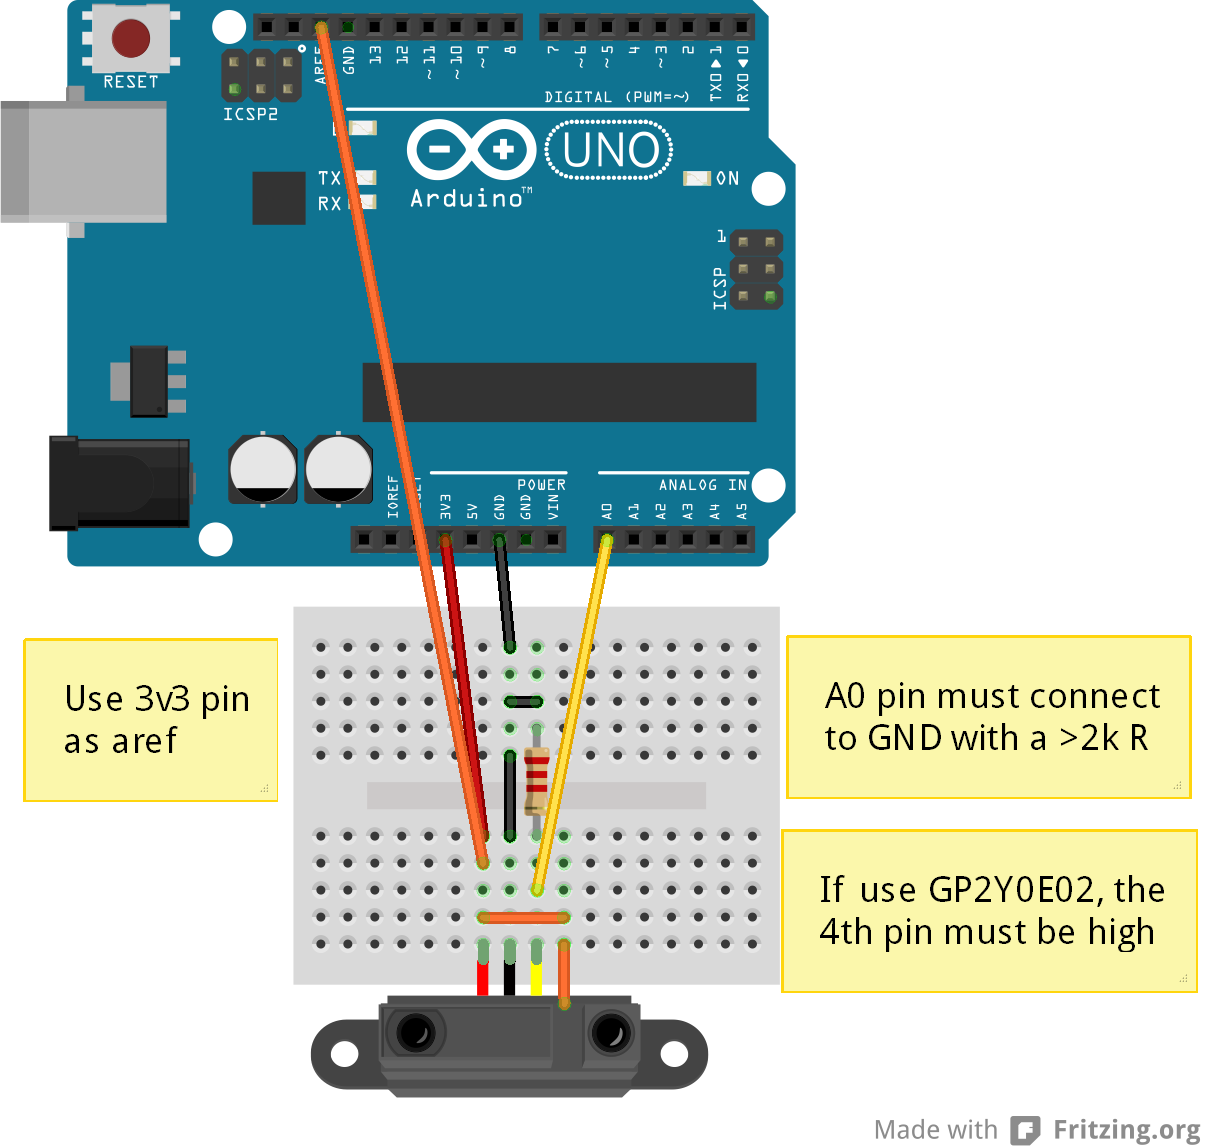 RESET
ICSP2
AREF
GND
13
12
~11
~10
~9
8
7
~6
~5
4
~3
2
TX0▶1
RX0◀0
DIGITAL (PWM=~)
TX
RX
Arduino™
UNO
ON
1
ICSP
IOREF
3V3
5V
GND
GND
VIN
POWER
A0
A1
A2
A3
A4
A5
ANALOG IN
Use 3v3 pin
as aref
A0 pin must connect
to GND with a >2k R
If use GP2Y0E02, the
4th pin must be high
Made with Fritzing.org